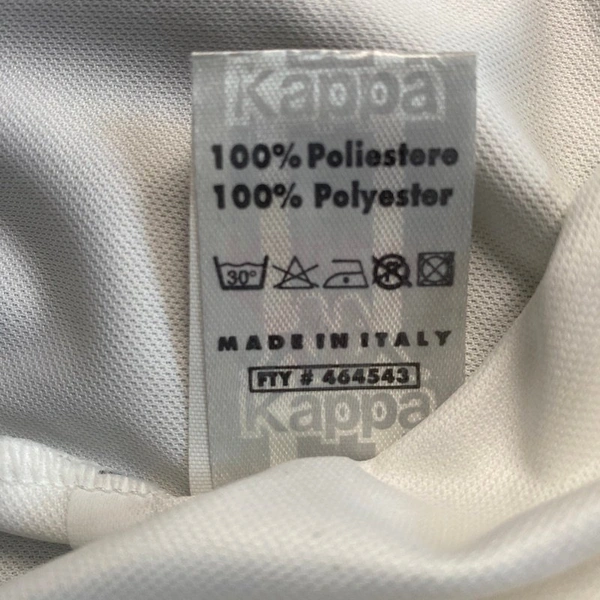 Kappa
100% Poliestere
100% Polyester
30°
MADE IN ITALY
FTY # 464543
Kappa